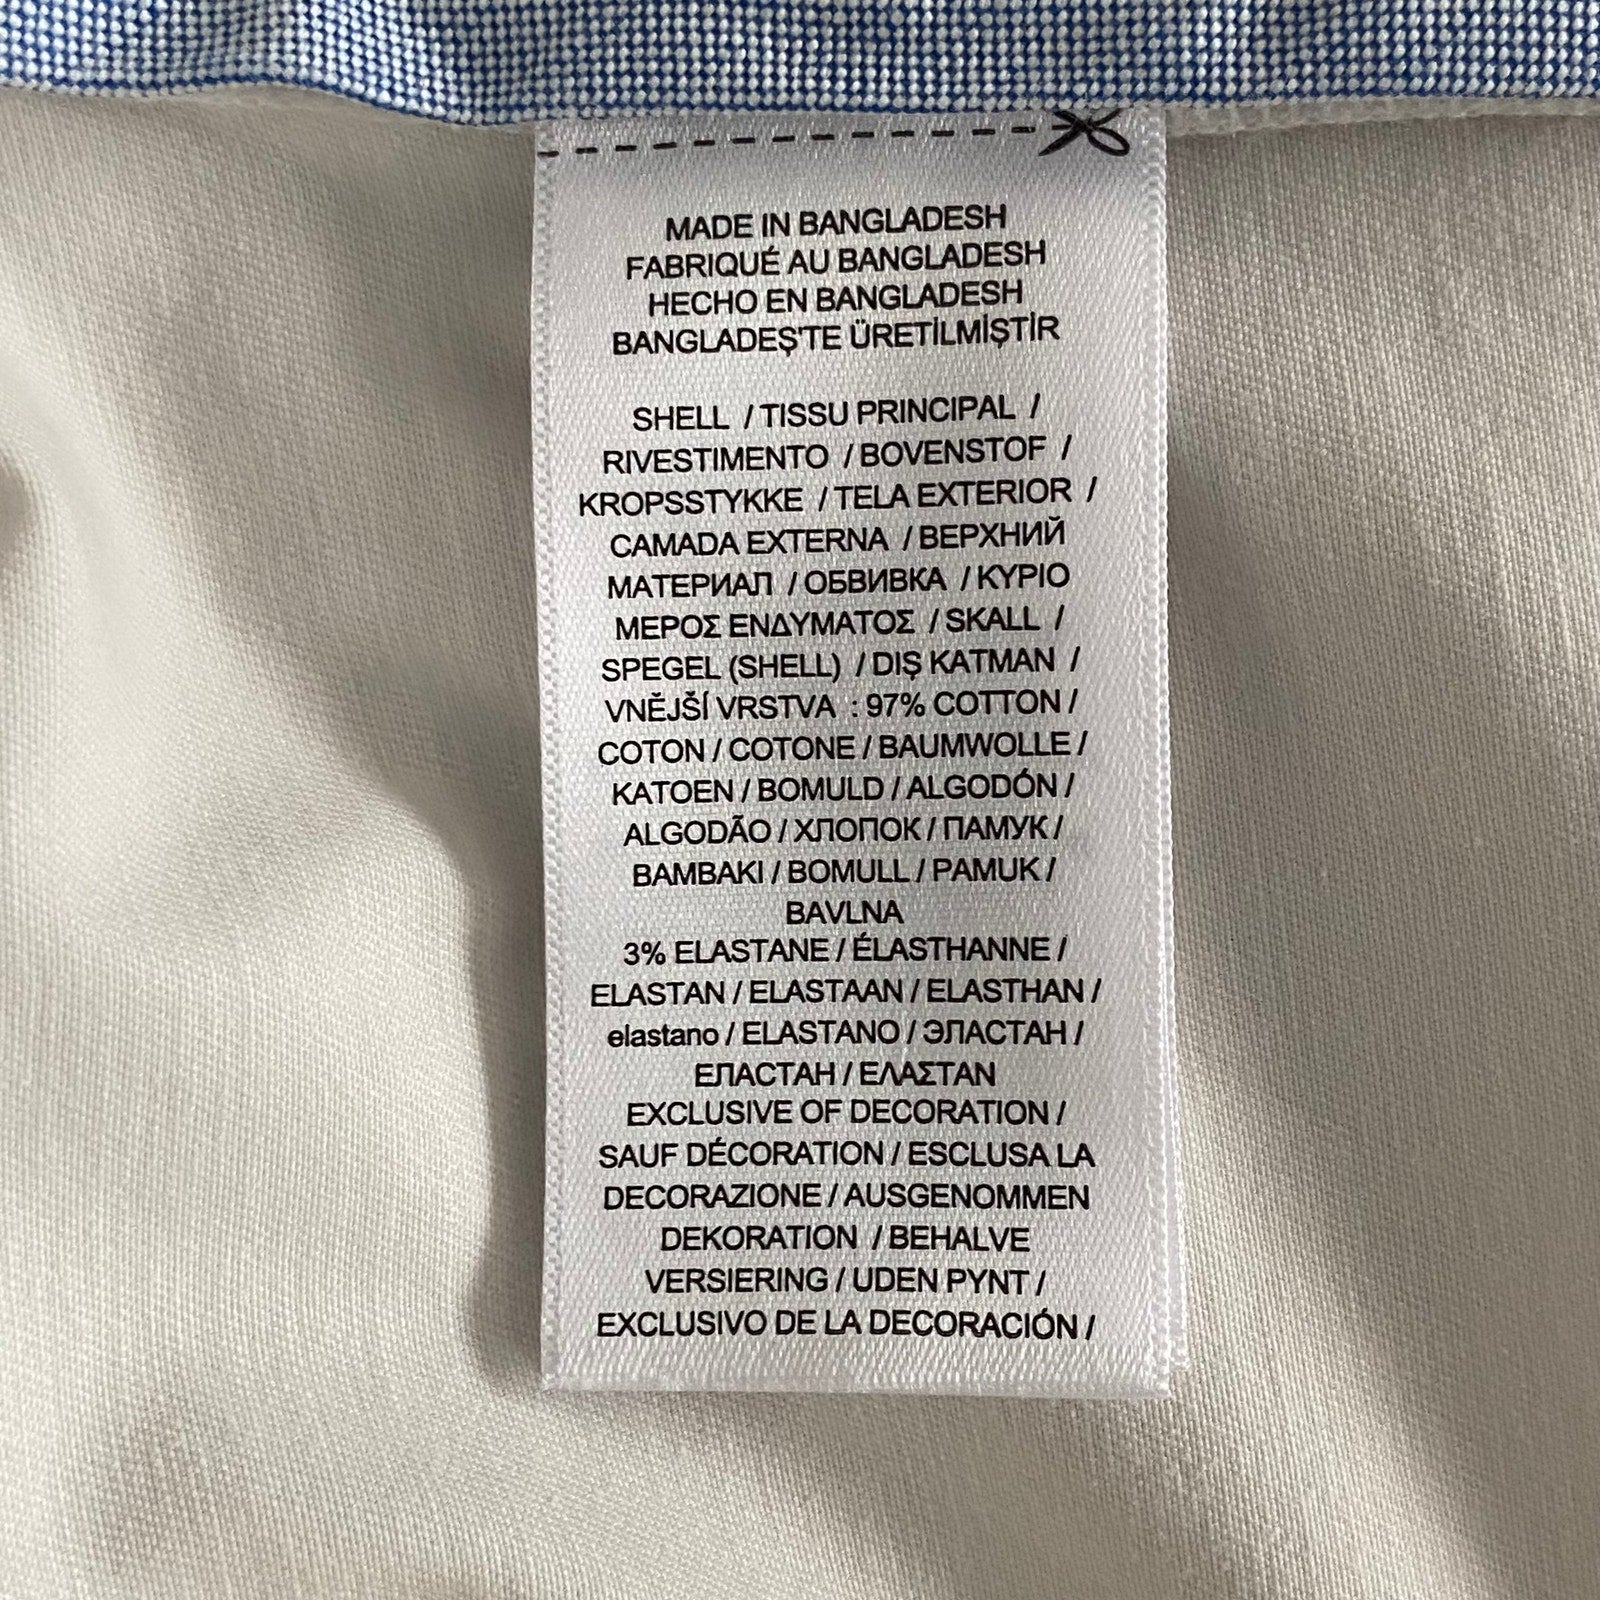 MADE IN BANGLADESH
FABRIQUÉ AU BANGLADESH
HECHO EN BANGLADESH
BANGLADEŞ'TE ÜRETİLMİŞTİR
SHELL / TISSU PRINCIPAL /
RIVESTIMENTO / BOVENSTOF /
KROPSSTYKKE / TELA EXTERIOR /
CAMADA EXTERNA / ВЕРХНИЙ
МАТЕРИАЛ / ОБВИВКА / ΚΥΡΙΟ
ΜΕΡΟΣ ΕΝΔΥΜΑΤΟΣ / SKALL /
SPEGEL (SHELL) / DIŞ KATMAN /
VNĚJŠÍ VRSTVA : 97% COTTON /
COTON / COTONE / BAUMWOLLE /
KATOEN / BOMULD / ALGODÓN /
ALGODÃO / ХЛОПОК / ПАМУК /
BAMBAKI / BOMULL / PAMUK /
BAVLNA
3% ELASTANE / ÉLASTHANNE /
ELASTAN / ELASTAAN / ELASTHAN /
elastano / ELASTANO / ЭЛАСТАН /
ЕЛАСТАН / ΕΛΑΣΤΑΝ
EXCLUSIVE OF DECORATION /
SAUF DÉCORATION / ESCLUSA LA
DECORAZIONE / AUSGENOMMEN
DEKORATION / BEHALVE
VERSIERING / UDEN PYNT /
EXCLUSIVO DE LA DECORACIÓN /